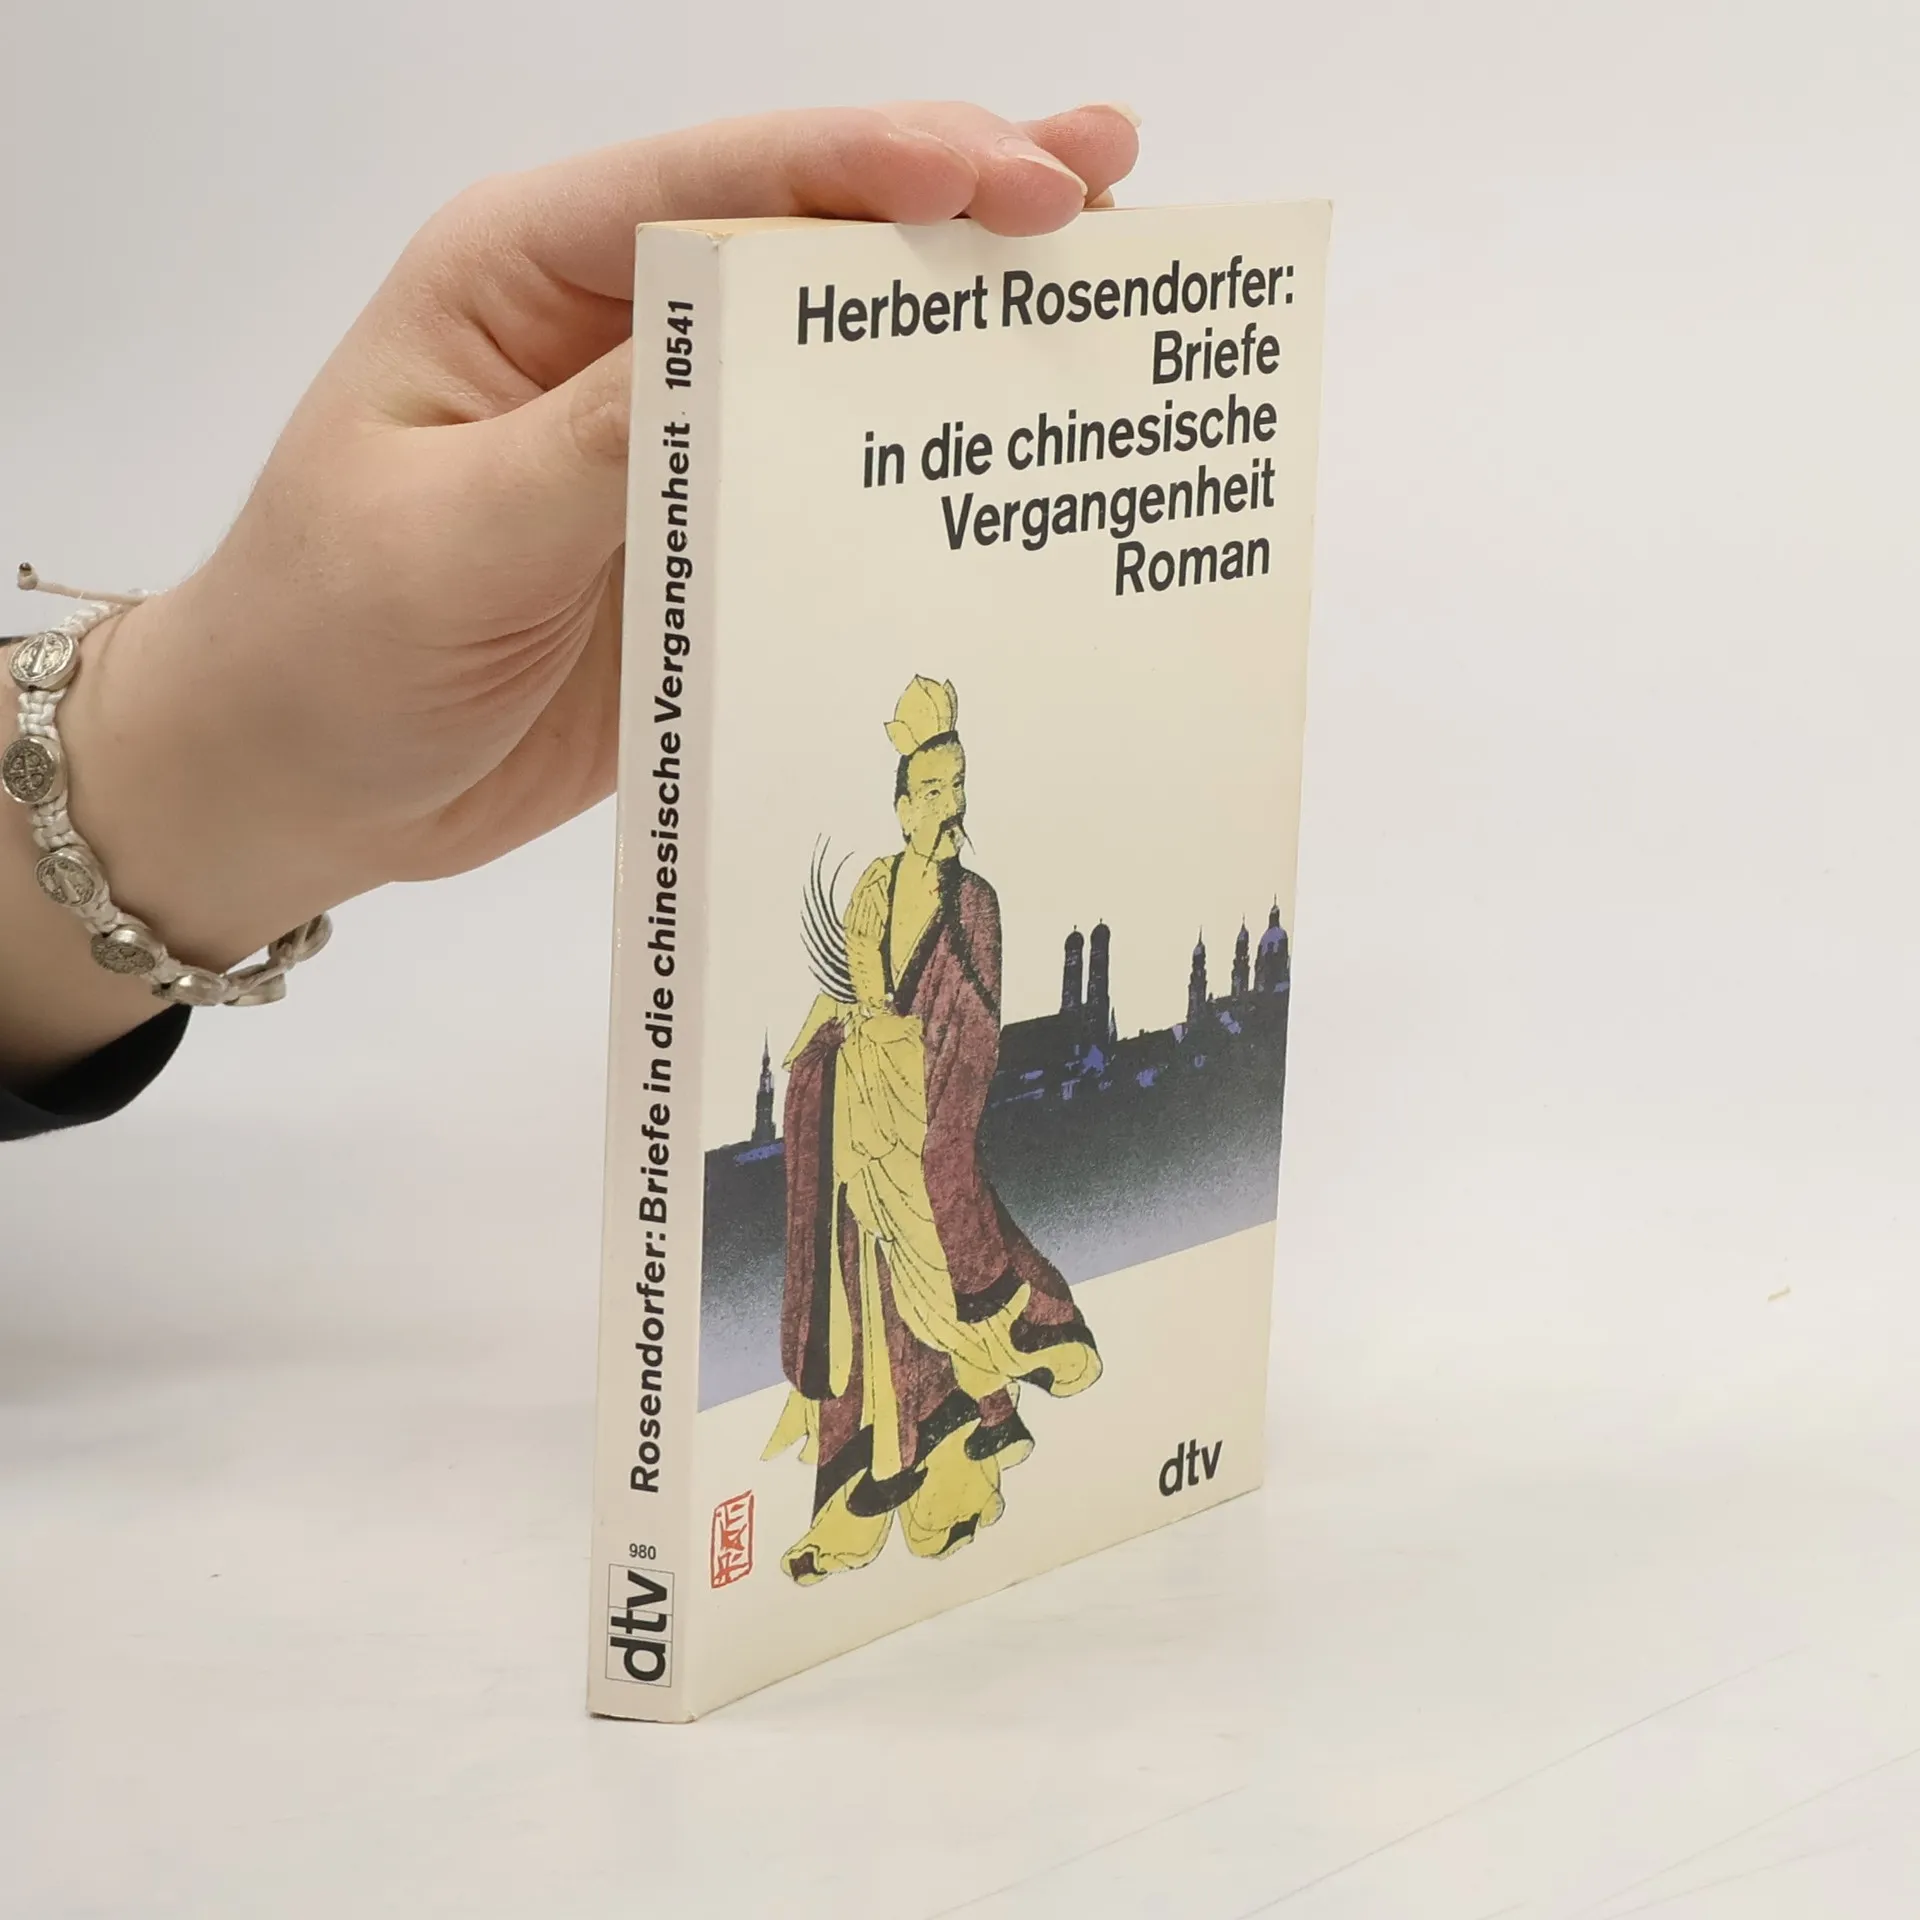 Herbert Rosendorfer:
Briefe
in die chinesische
Vergangenheit
Roman
dtv
Rosendorfer: Briefe in die chinesische Vergangenheit 10541
980
dtv